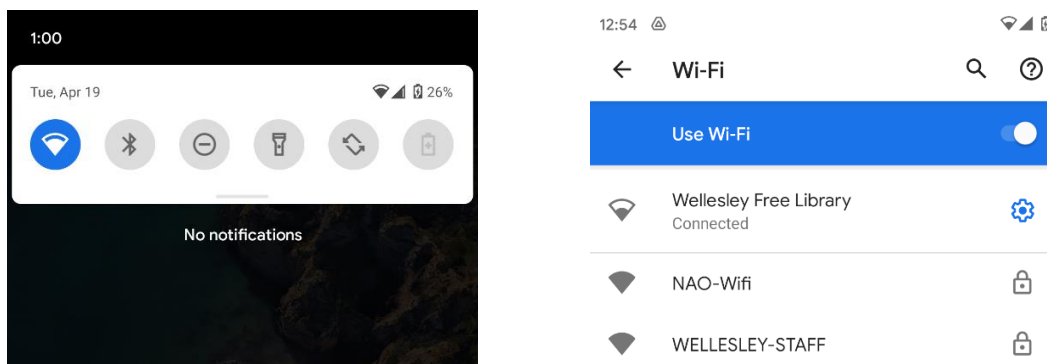 1:00
Tue, Apr 19
26%
No notifications
12:54
Wi-Fi
Use Wi-Fi
Wellesley Free Library
Connected
NAO-Wifi
WELLESLEY-STAFF